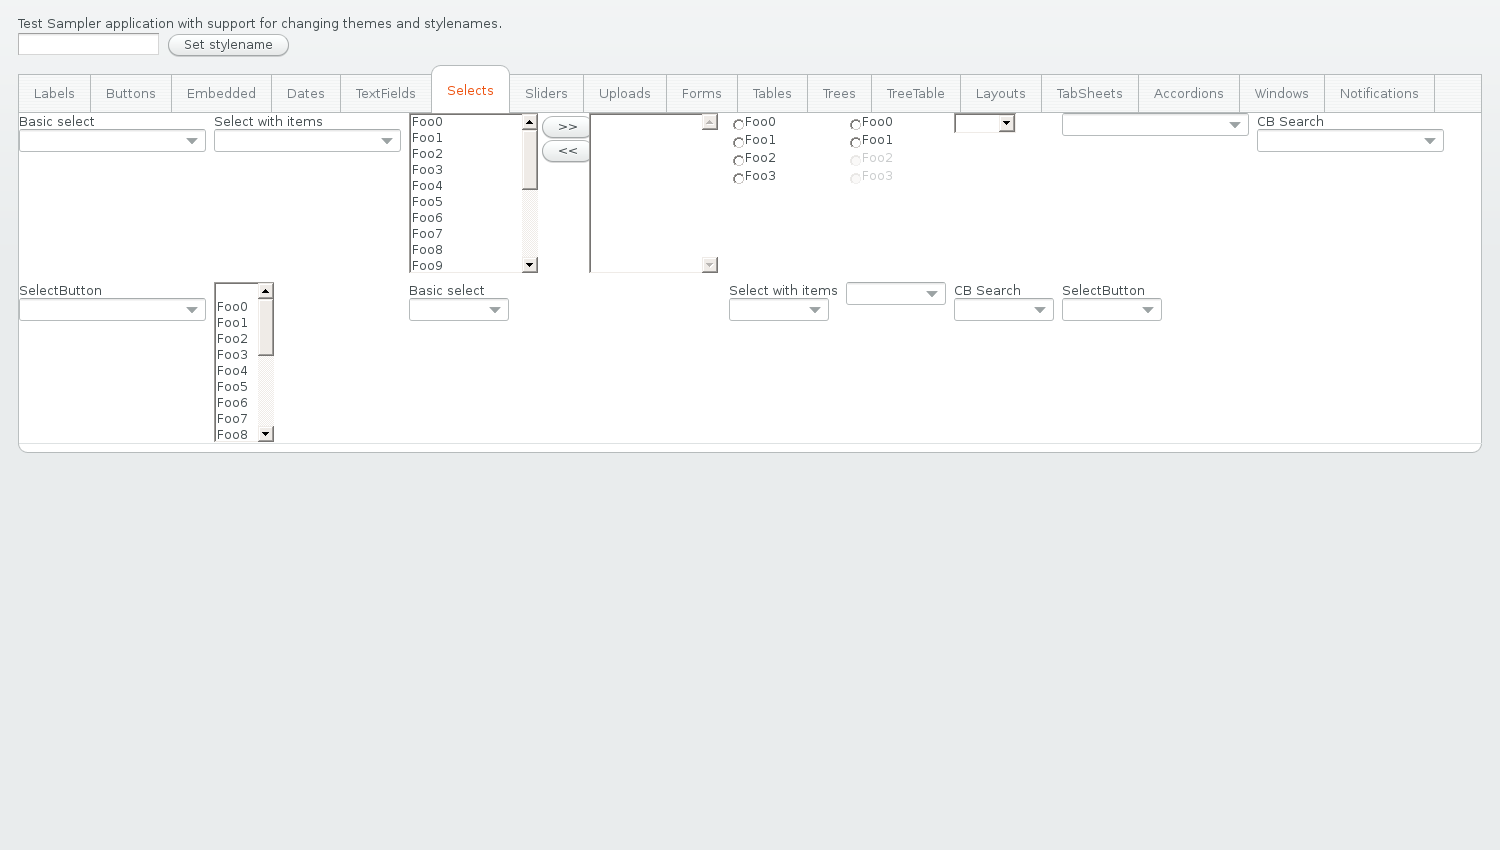 Test Sampler application with support for changing themes and stylenames.
Set stylename
Labels Buttons Embedded Dates TextFields Selects Sliders Uploads Forms Tables Trees TreeTable Layouts TabSheets Accordions Windows Notifications
Basic select
Select with items
Foo0
Foo1
Foo2
Foo3
Foo4
Foo5
Foo6
Foo7
Foo8
Foo9
>>
<<
Foo0
Foo1
Foo2
Foo3
Foo0
Foo1
Foo2
Foo3
CB Search
SelectButton
Foo0
Foo1
Foo2
Foo3
Foo4
Foo5
Foo6
Foo7
Foo8
Basic select
Select with items
CB Search
SelectButton